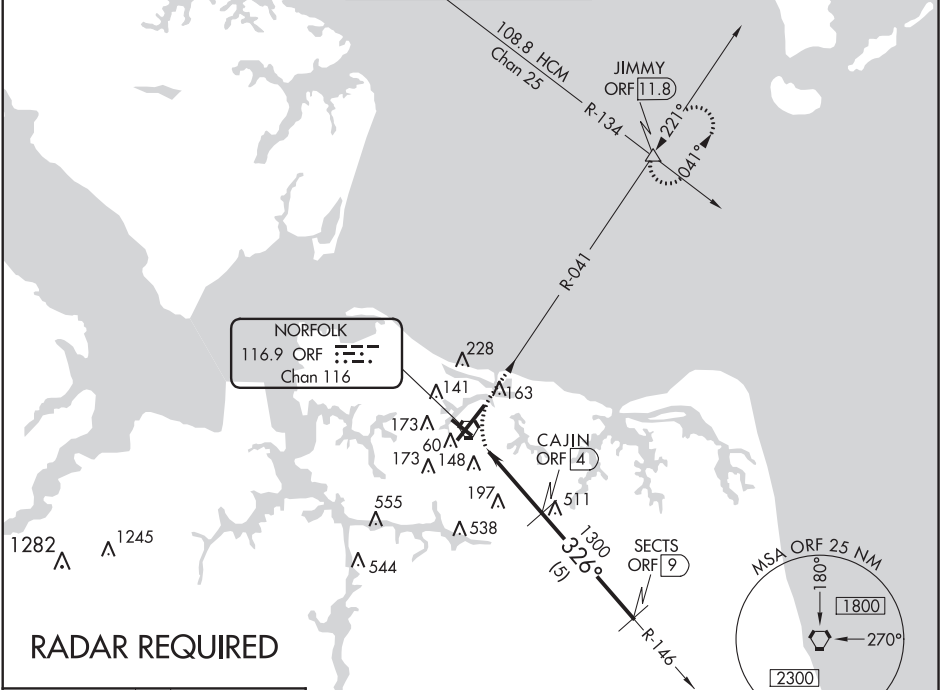 108.8 HCM
Chan 25
R-134
JIMMY
ORF 11.8
221°
041°
R-041
NORFOLK
116.9 ORF
Chan 116
228
141
163
173
60
173
148
CAJIN
ORF 4
197
511
555
538
1282
1245
544
1300
326°
(5)
SECTS
ORF 9
R-146
MSA ORF 25 NM
180°
1800
270°
2300
RADAR REQUIRED